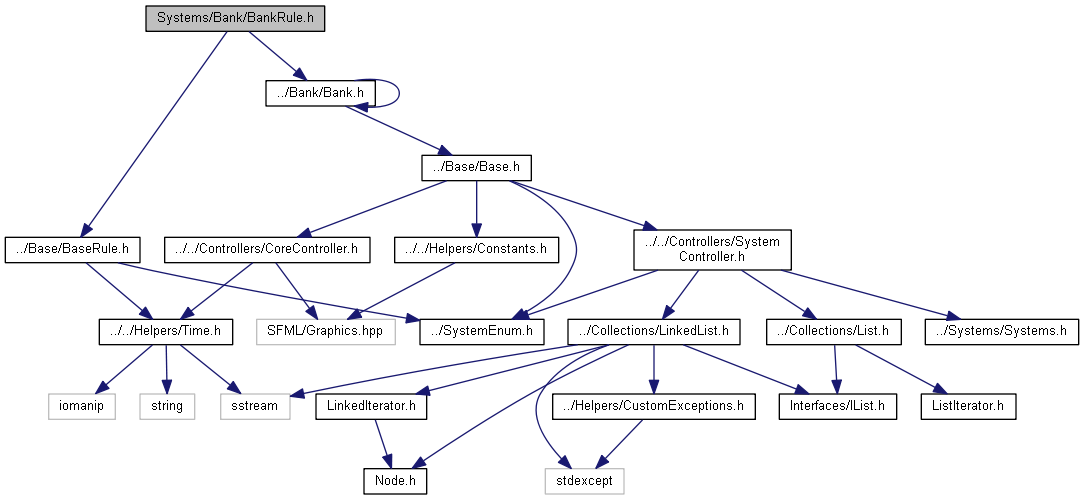 Systems/Bank/BankRule.h
../Bank/Bank.h
../Base/Base.h
../Base/BaseRule.h
../../Controllers/CoreController.h
../../Helpers/Constants.h
../../Controllers/System
Controller.h
../../Helpers/Time.h
SFML/Graphics.hpp
../SystemEnum.h
../Collections/LinkedList.h
../Collections/List.h
../Systems/Systems.h
iomanip
string
sstream
LinkedIterator.h
../Helpers/CustomExceptions.h
Interfaces/IList.h
ListIterator.h
Node.h
stdexcept